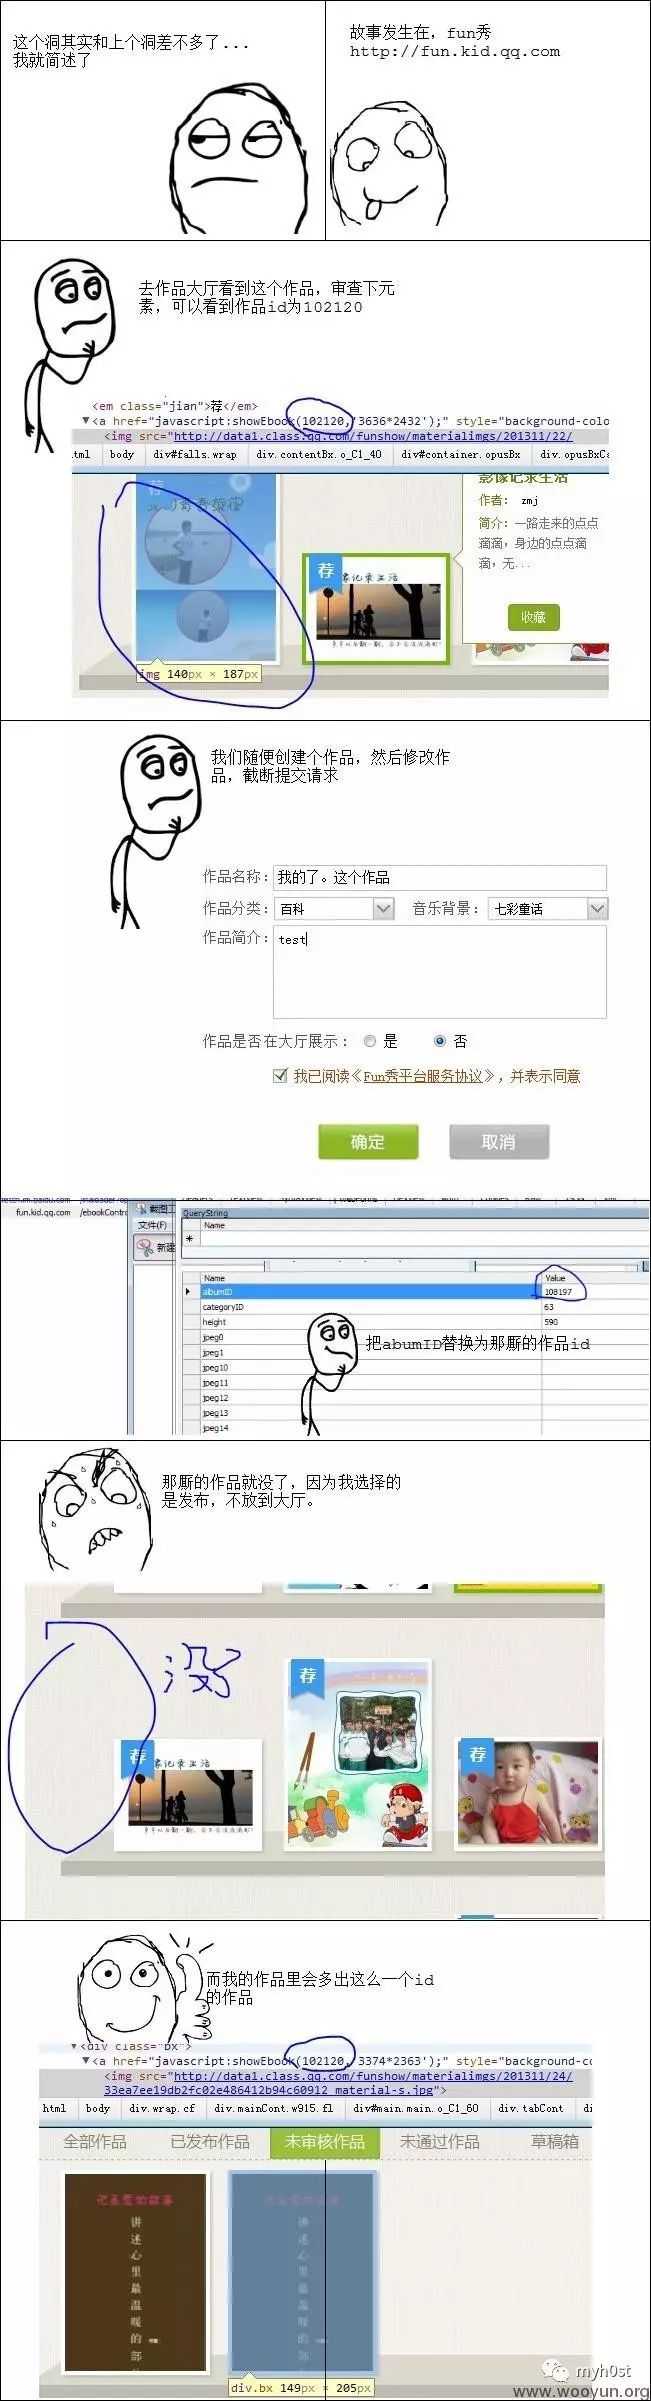 这个洞其实和上个洞差不多了...
我就简述了
故事发生在，fun秀
http://fun.kid.qq.com
去作品大厅看到这个作品，审查下元
素，可以看到作品id为102120
<em class="jian">荐</em>
▼<a href="javascript:showEbook(102120,'3636*2432');" style="background-colo
<img src="http://data1.class.qq.com/funshow/materialimgs/201311/22/
tml body div#falls.wrap div.contentBx.o_C1_40 div#container.opusBx div.opusBxCa
荐
影像记录生活
作者： zmj
简介：一路走来的点点
滴滴，身边的点点滴
滴，无...
荐
家记录生活
收藏
img 140px × 187px
我们随便创建个作品，然后修改作
品，截断提交请求
作品名称：我的了。这个作品
作品分类：百科 音乐背景：七彩童话
作品简介：test
作品是否在大厅展示： 是 否
我已阅读《Fun秀平台服务协议》，并表示同意
确定 取消
fun.kid.qq.com /ebookContro
截图工
文件(F)
新建
QueryString
Name
Name Value
albumID 108197
categoryID 63
height 590
jpeg0
jpeg1
jpeg10
jpeg11
jpeg12
jpeg13
jpeg14
把abumID替换为那厮的作品id
那厮的作品就没了，因为我选择的
是发布，不放到大厅。
没了
荐
荐
家记录生活
荐
而我的作品里会多出这么一个id
的作品
▼<div class="bx">
▼<a href="javascript:showEbook(102120,'3374*2363');" style="background-co
<img src="http://data1.class.qq.com/funshow/materialimgs/201311/24/
33ea7ee19db2fc02e486412b94c60912_material-s.jpg">
html body div.wrap.cf div.mainCont.w915.fl div#main.main.o_C1_60 div.tabCont di
全部作品 已发布作品 未审核作品 未通过作品 草稿箱
讲
述
心
里
最
温
暖
的
部
div.bx 149px × 205px
myh0st
www.wooyun.org